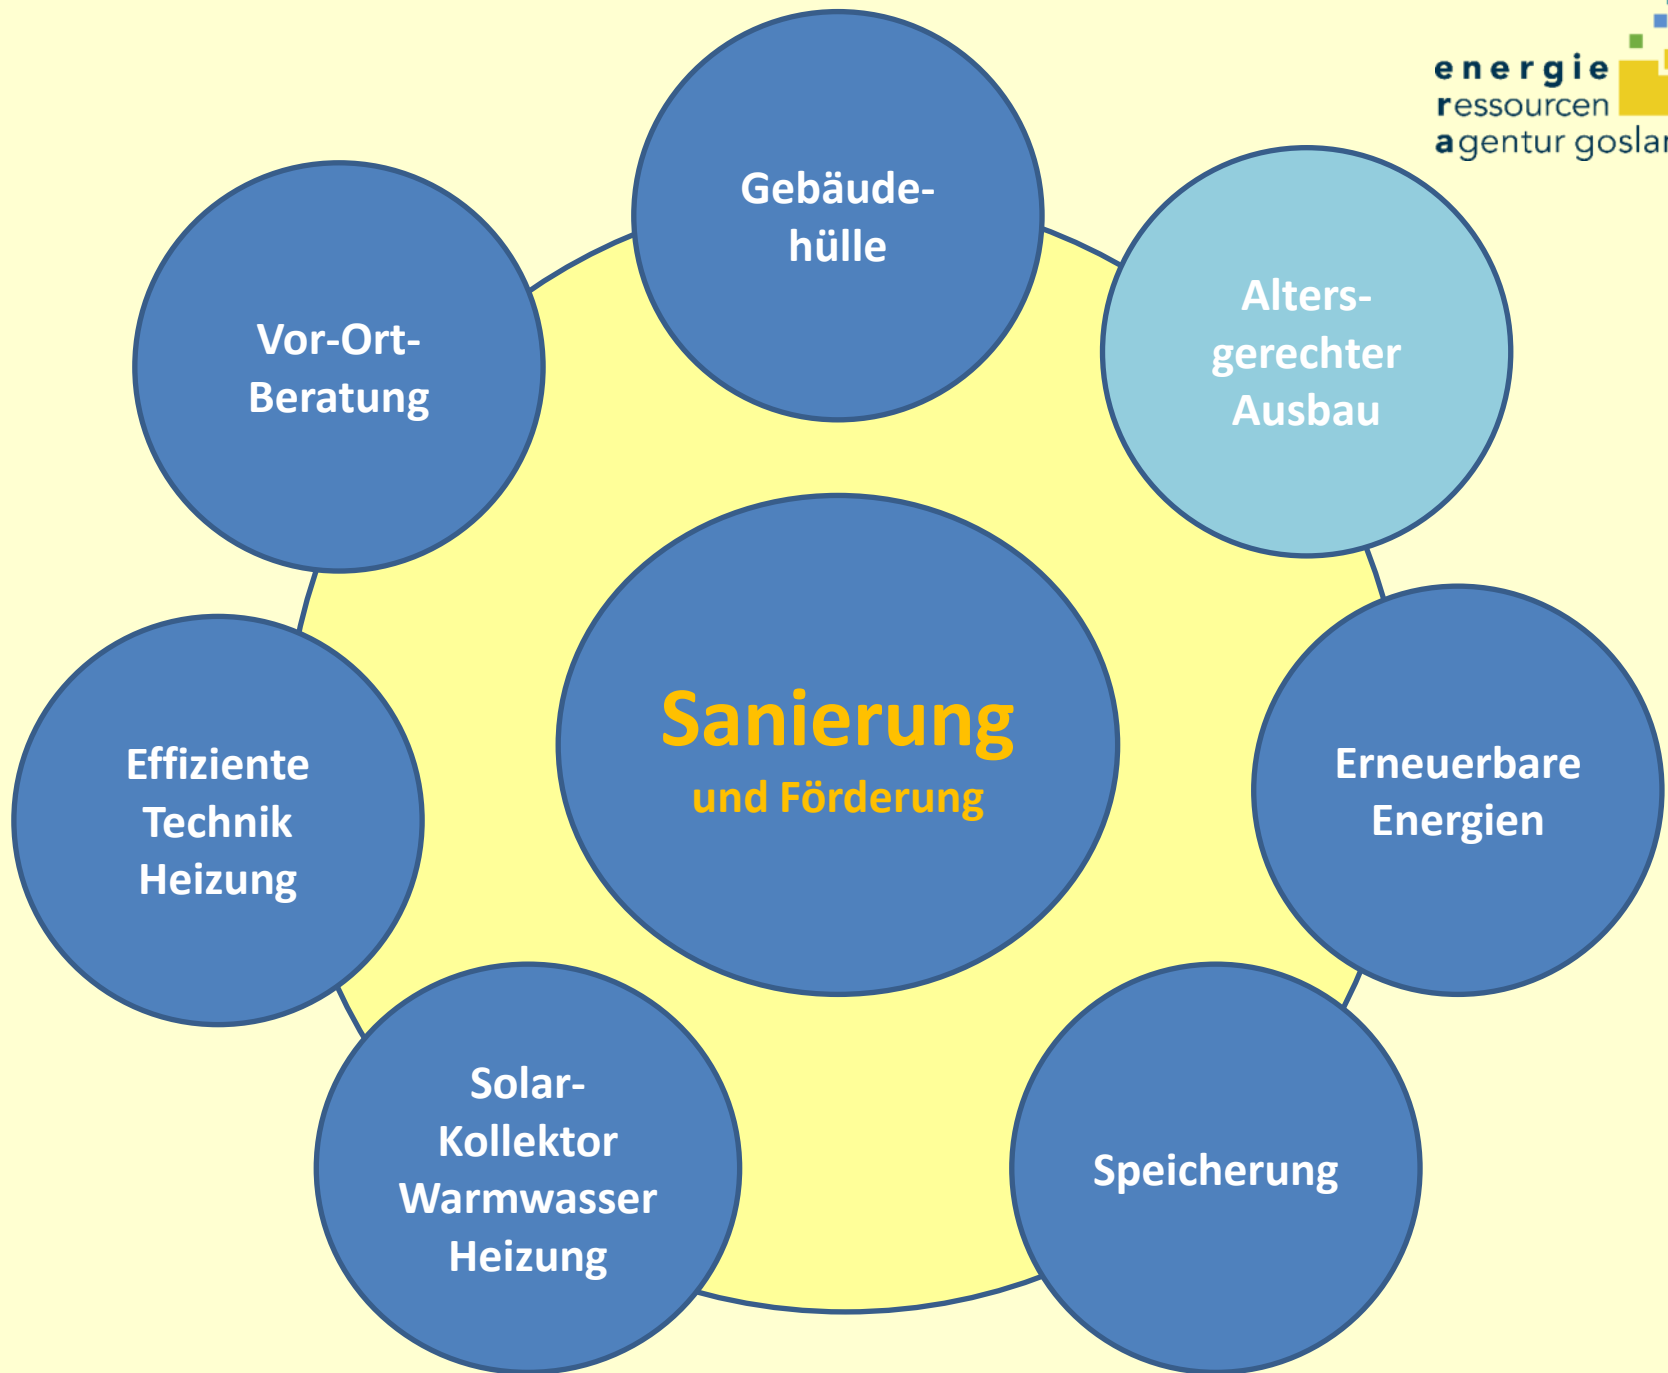 energie
ressourcen
agentur goslar
Gebäude-
hülle
Alters-
gerechter
Ausbau
Vor-Ort-
Beratung
Sanierung
und Förderung
Effiziente
Technik
Heizung
Erneuerbare
Energien
Solar-
Kollektor
Warmwasser
Heizung
Speicherung